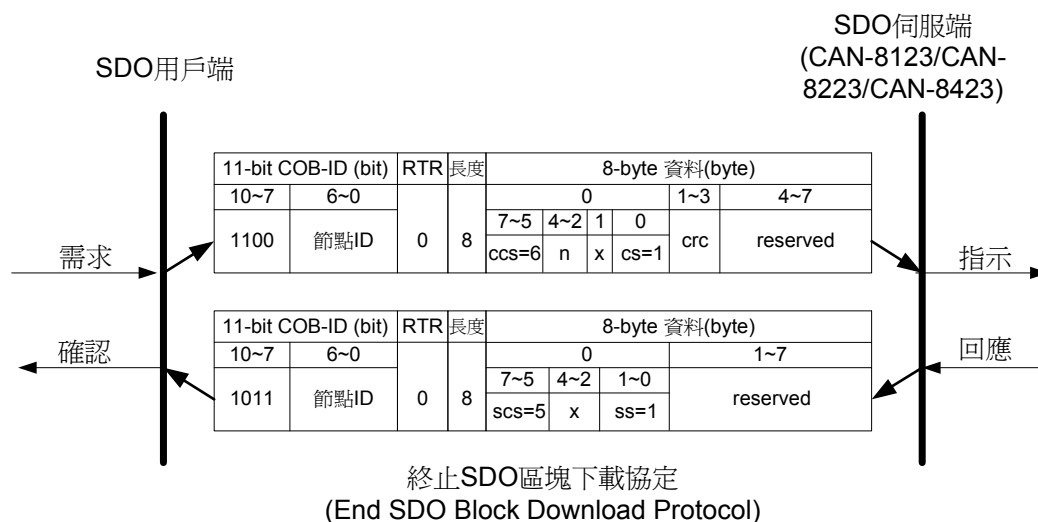 SDO用戶端
SDO伺服端
(CAN-8123/CAN-
8223/CAN-8423)
11-bit COB-ID (bit) RTR 長度 8-byte 資料(byte)
10~7 6~0 0 1~3 4~7
7~5 4~2 1 0
1100 節點ID 0 8 crc reserved
ccs=6 n x cs=1
需求
指示
11-bit COB-ID (bit) RTR 長度 8-byte 資料(byte)
10~7 6~0 0 1~7
7~5 4~2 1~0
1011 節點ID 0 8 reserved
scs=5 x ss=1
確認
回應
終止SDO區塊下載協定
(End SDO Block Download Protocol)